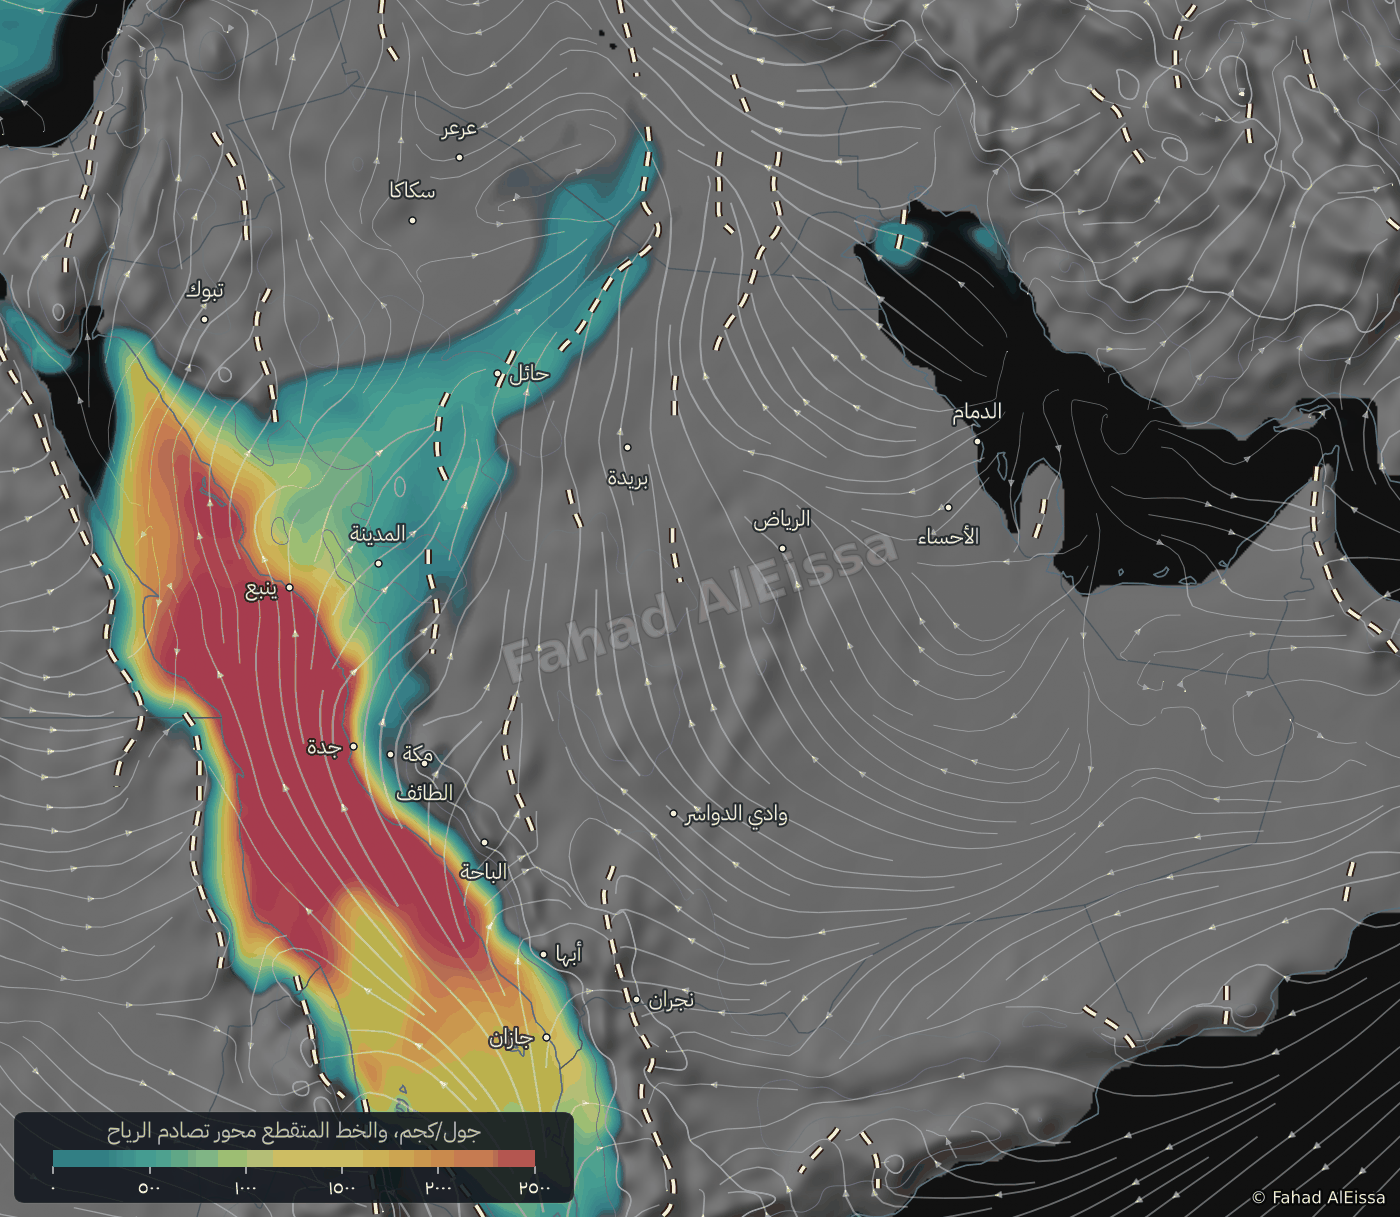 عرعر
سكاكا
تبوك
حائل
الدمام
بريدة
الرياض
الأحساء
المدينة
ينبع
Fahad AlEissa
جدة
مكة
الطائف
وادي الدواسر
الباحة
أبها
نجران
جازان
جول/كجم، والخط المتقطع محور تصادم الرياح
٠ ٥٠٠ ١٠٠٠ ١٥٠٠ ٢٠٠٠ ٢٥٠٠
© Fahad AlEissa